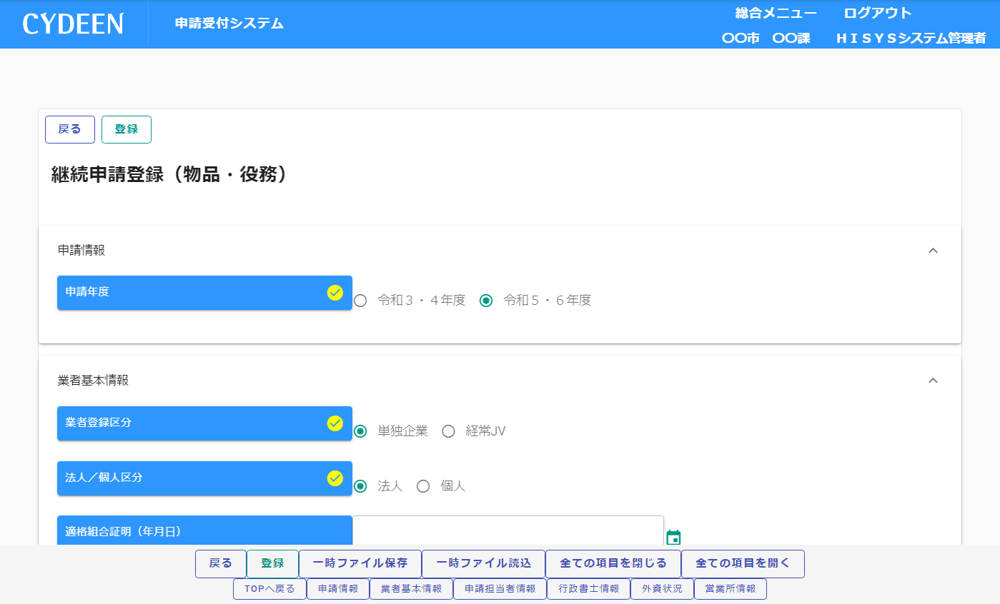 CYDEEN
申請受付システム
総合メニュー ログアウト
〇〇市 〇〇課 ＨＩＳＹＳシステム管理者
戻る 登録
継続申請登録（物品・役務）
申請情報
申請年度 令和３・４年度 令和５・６年度
業者基本情報
業者登録区分 単独企業 経常JV
法人／個人区分 法人 個人
適格組合証明（年月日）
戻る 登録 一時ファイル保存 一時ファイル読込 全ての項目を閉じる 全ての項目を開く
TOPへ戻る 申請情報 業者基本情報 申請担当者情報 行政書士情報 外資状況 営業所情報